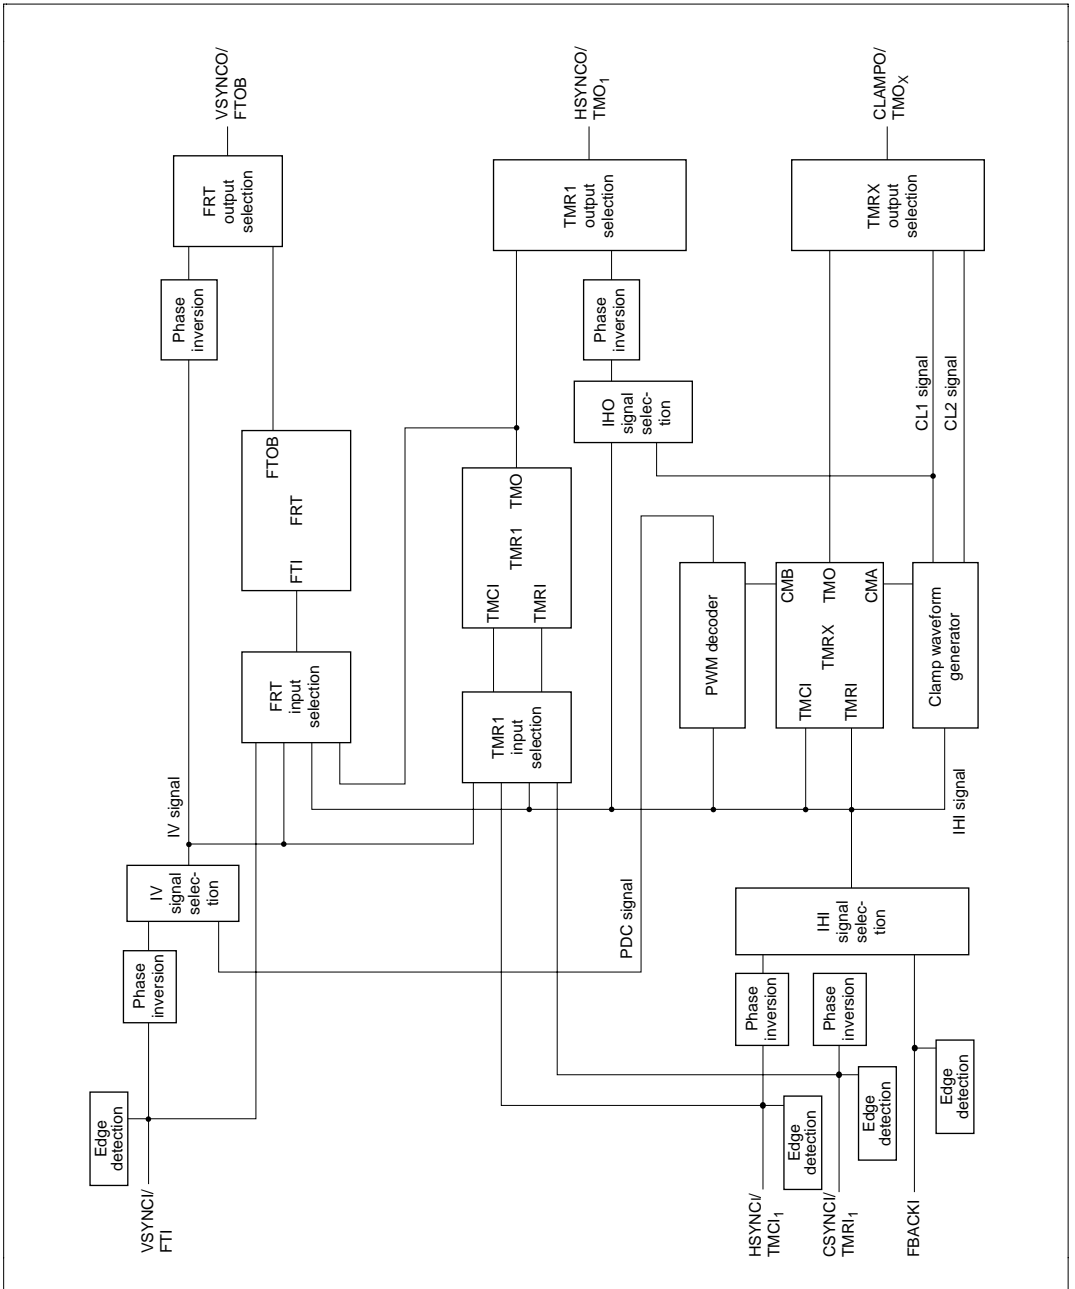 VSYNCO/
FTOB
HSYNCO/
TMO1
CLAMPO/
TMOX
FRT
output
selection
TMR1
output
selection
TMRX
output
selection
Phase
inversion
Phase
inversion
IHO
signal
selec-
tion
CL1 signal
CL2 signal
FTOB
FRT
FTI
TMO
TMR1
TMCI
TMRI
PWM decoder
CMB
TMO
CMA
TMRX
TMCI
TMRI
Clamp waveform
generator
FRT
input
selection
TMR1
input
selection
IV signal
IHI signal
IV
signal
selec-
tion
PDC signal
IHI
signal
selec-
tion
Phase
inversion
Phase
inversion
Phase
inversion
Edge
detection
Edge
detection
Edge
detection
Edge
detection
VSYNCI/
FTI
HSYNCI/
TMCI1
CSYNCI/
TMRI1
FBACKI